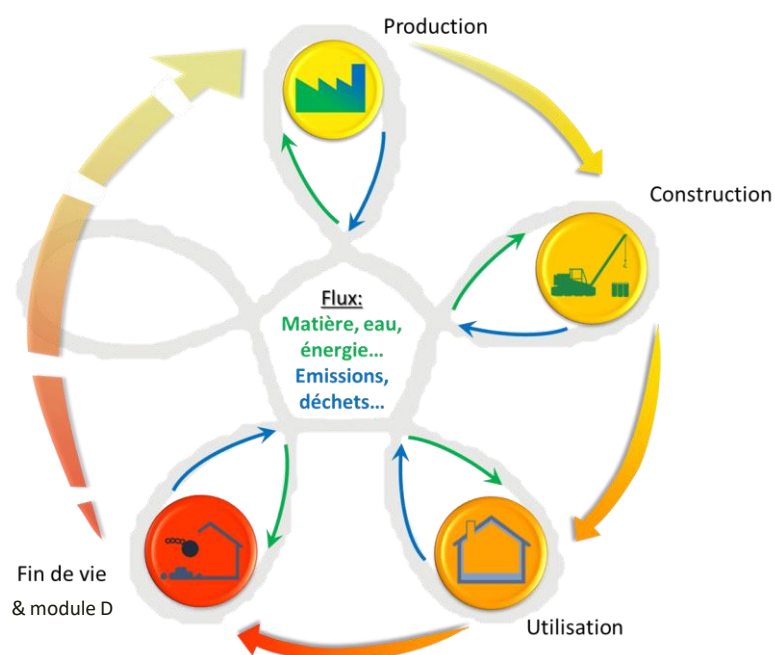 Production
Construction
Flux:
Matière, eau,
énergie...
Emissions,
déchets...
Fin de vie
& module D
Utilisation